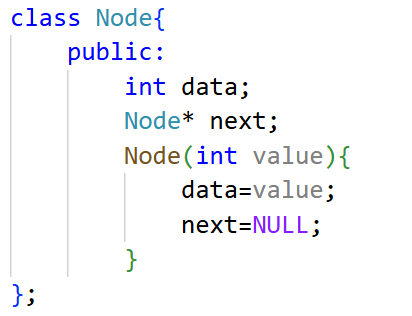 class Node{
    public:
        int data;
        Node* next;
        Node(int value){
            data=value;
            next=NULL;
        }
};